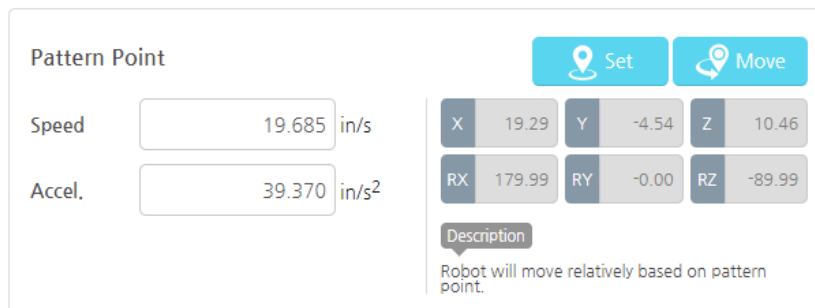 Pattern Point
Set
Move
Speed 19.685 in/s
Accel. 39.370 in/s²
X 19.29 Y -4.54 Z 10.46
RX 179.99 RY -0.00 RZ -89.99
Description
Robot will move relatively based on pattern
point.